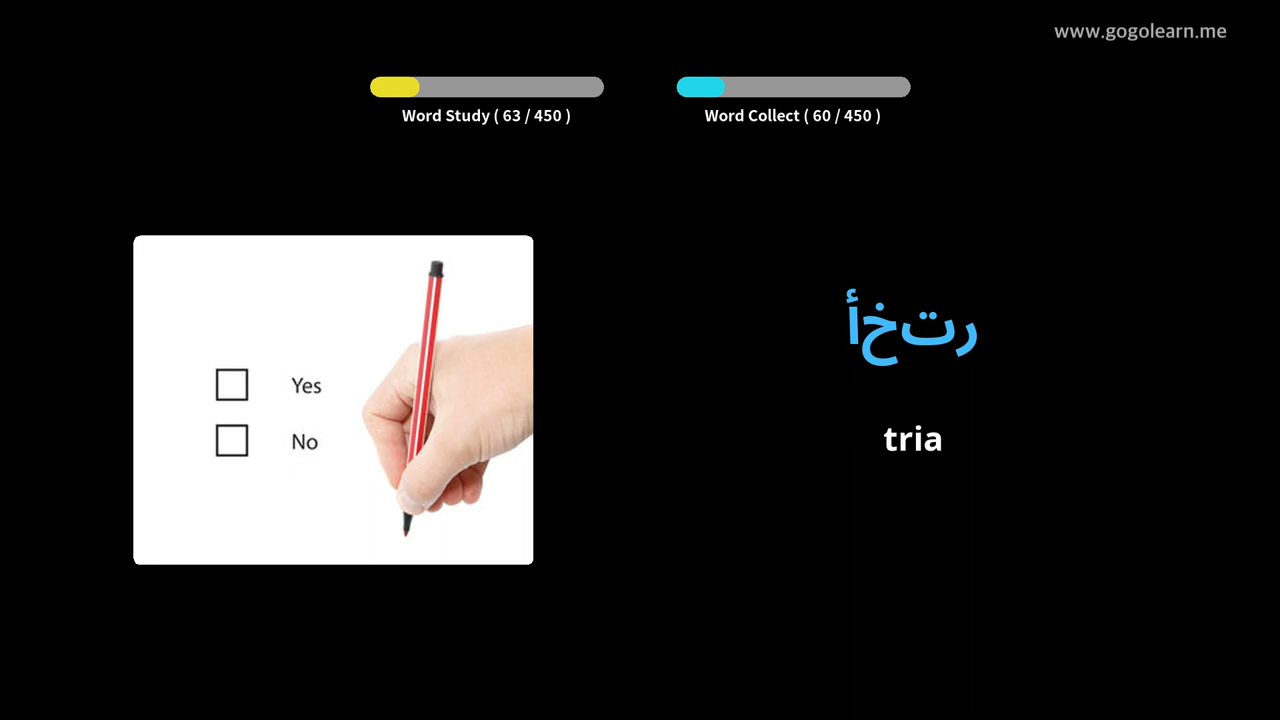 www.gogolearn.me
Word Study ( 63 / 450 )
Word Collect ( 60 / 450 )
Yes
No
رتخأ
tria